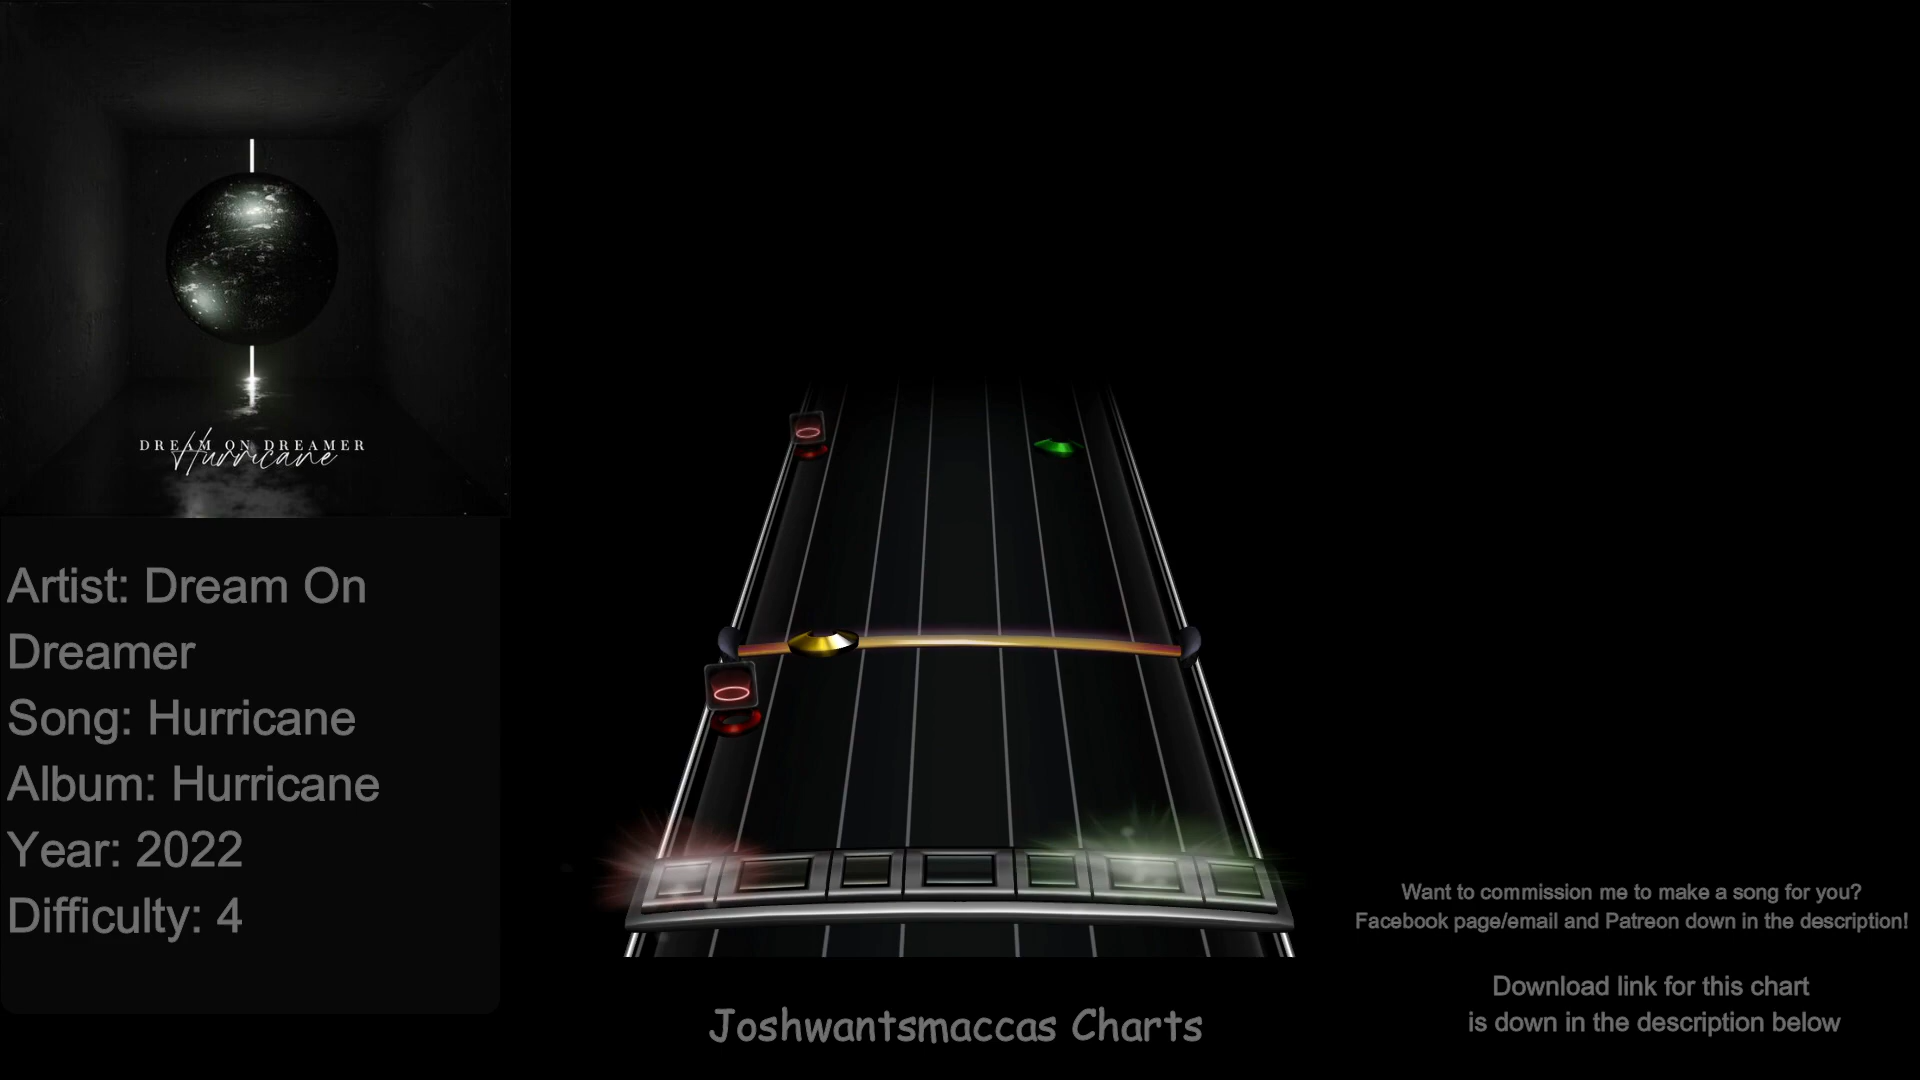 DREAM ON DREAMER
Hurricane
Artist: Dream On
Dreamer
Song: Hurricane
Album: Hurricane
Year: 2022
Difficulty: 4
Want to commission me to make a song for you?
Facebook page/email and Patreon down in the description!
Download link for this chart
is down in the description below
Joshwantsmaccas Charts